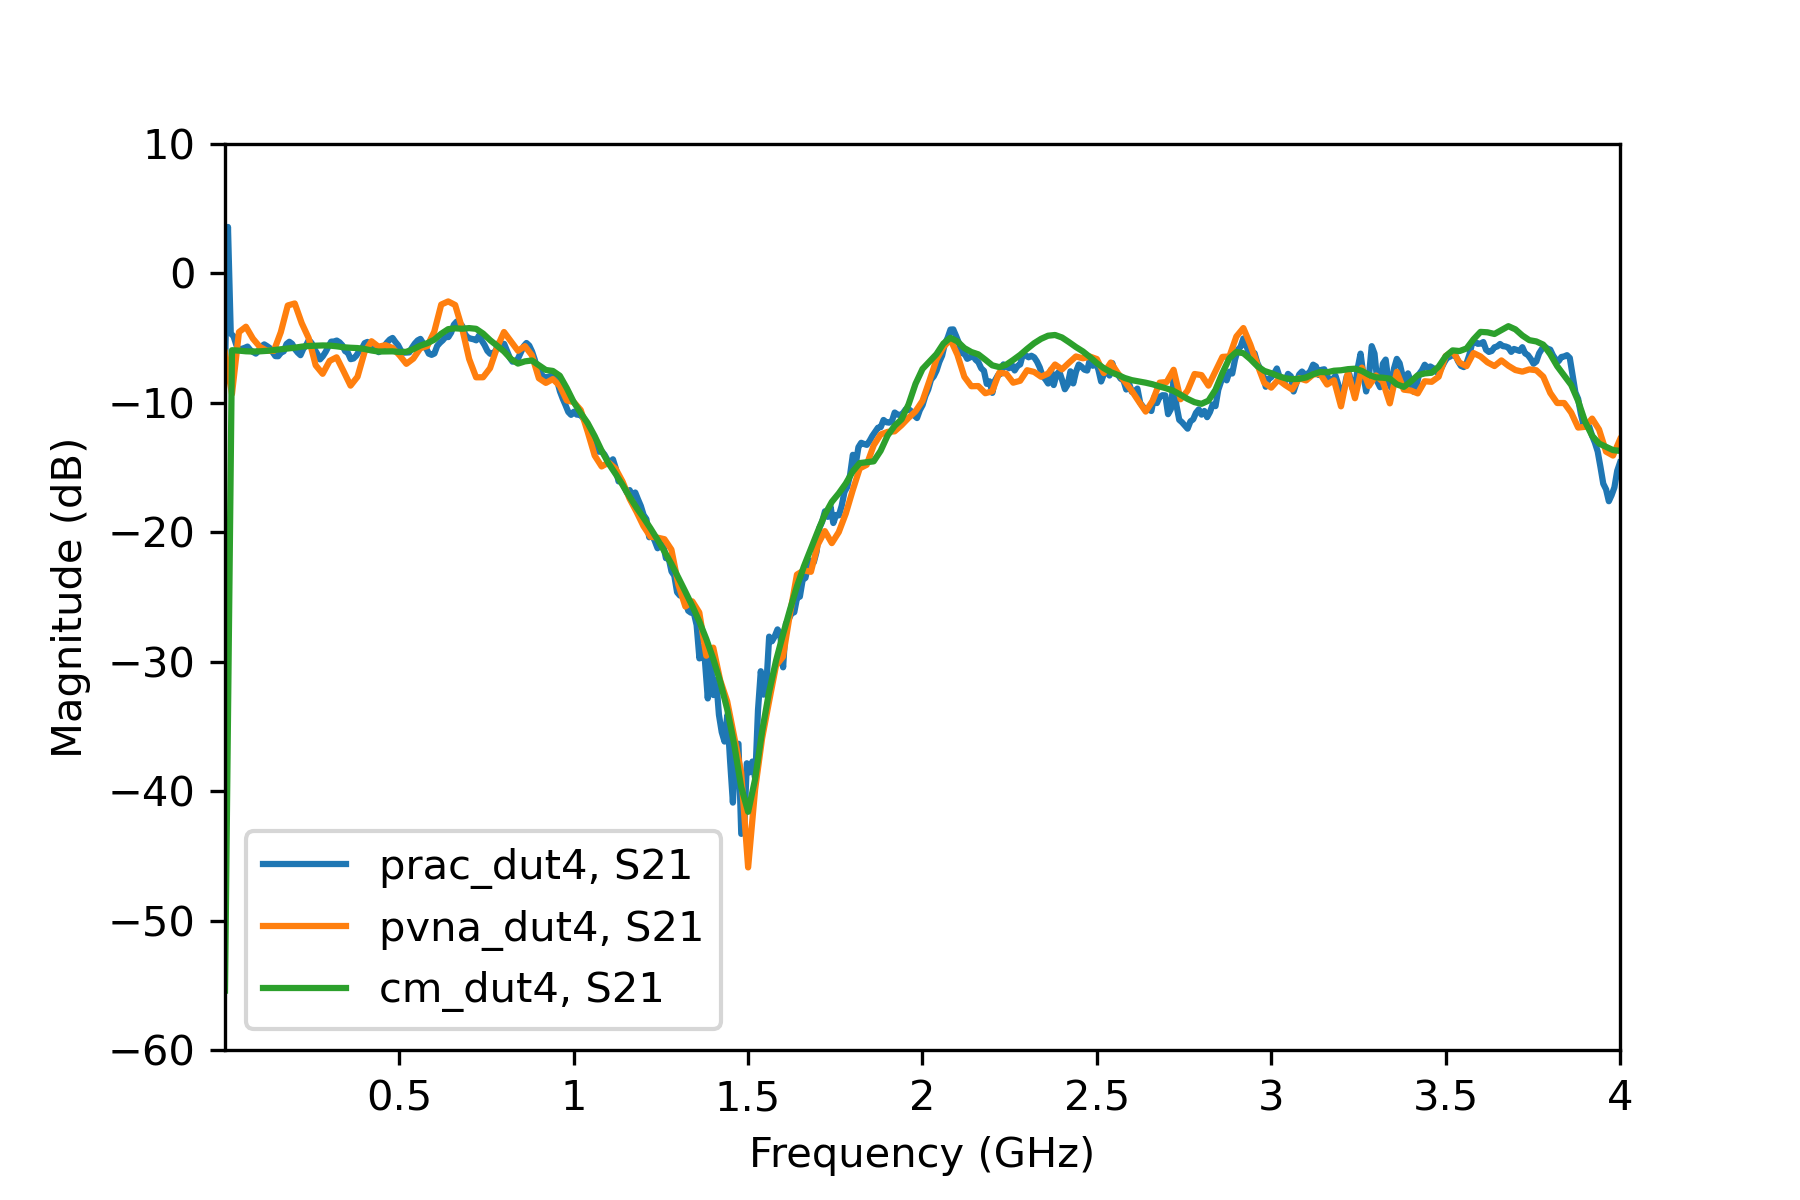 10
0
−10
−20
−30
−40
−50
−60
Magnitude (dB)
prac_dut4, S21
pvna_dut4, S21
cm_dut4, S21
0.5 1 1.5 2 2.5 3 3.5 4
Frequency (GHz)